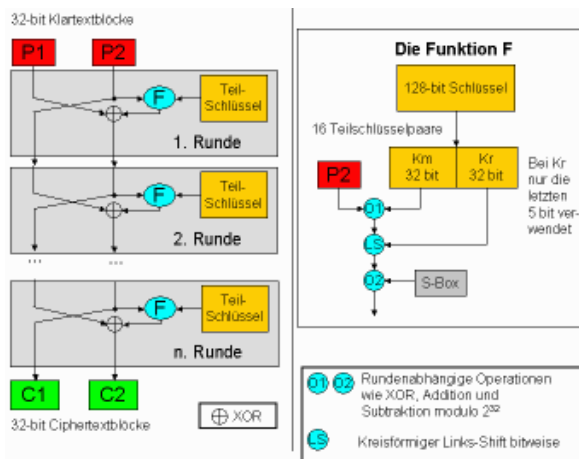 32-bit Klartextblöcke
P1 P2
F
Teil-
Schlüssel
1. Runde
F
Teil-
Schlüssel
2. Runde
... ...
F
Teil-
Schlüssel
n. Runde
C1 C2
32-bit Ciphertextblöcke
XOR
Die Funktion F
128-bit Schlüssel
16 Teilschlüsselpaare
P2
Km
32 bit
Kr
32 bit
Bei Kr
nur die
letzten
5 bit ver-
wendet
O1
LS
O2
S-Box
O1 O2 Rundenabhängige Operationen
wie XOR, Addition und
Subtraktion modulo 2³²
LS Kreisförmiger Links-Shift bitweise